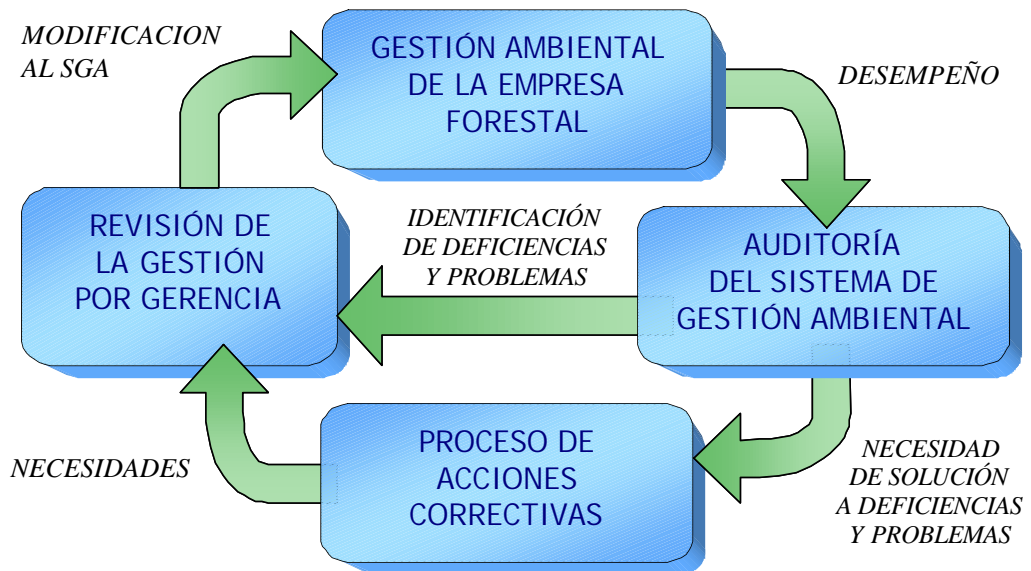 MODIFICACION
AL SGA
GESTIÓN AMBIENTAL
DE LA EMPRESA
FORESTAL
DESEMPEÑO
REVISIÓN DE
LA GESTIÓN
POR GERENCIA
IDENTIFICACIÓN
DE DEFICIENCIAS
Y PROBLEMAS
AUDITORÍA
DEL SISTEMA DE
GESTIÓN AMBIENTAL
NECESIDADES
PROCESO DE
ACCIONES
CORRECTIVAS
NECESIDAD
DE SOLUCIÓN
A DEFICIENCIAS
Y PROBLEMAS